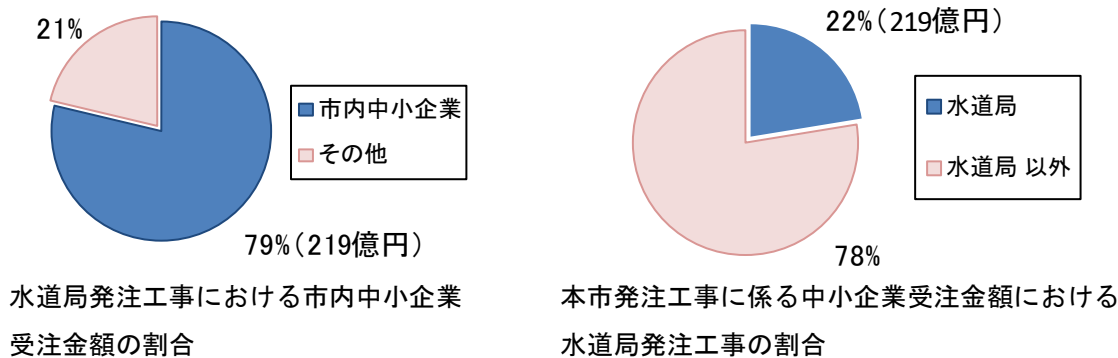 21%
市内中小企業
その他
79%(219億円)
水道局発注工事における市内中小企業
受注金額の割合
22%(219億円)
水道局
水道局 以外
78%
本市発注工事に係る中小企業受注金額における
水道局発注工事の割合